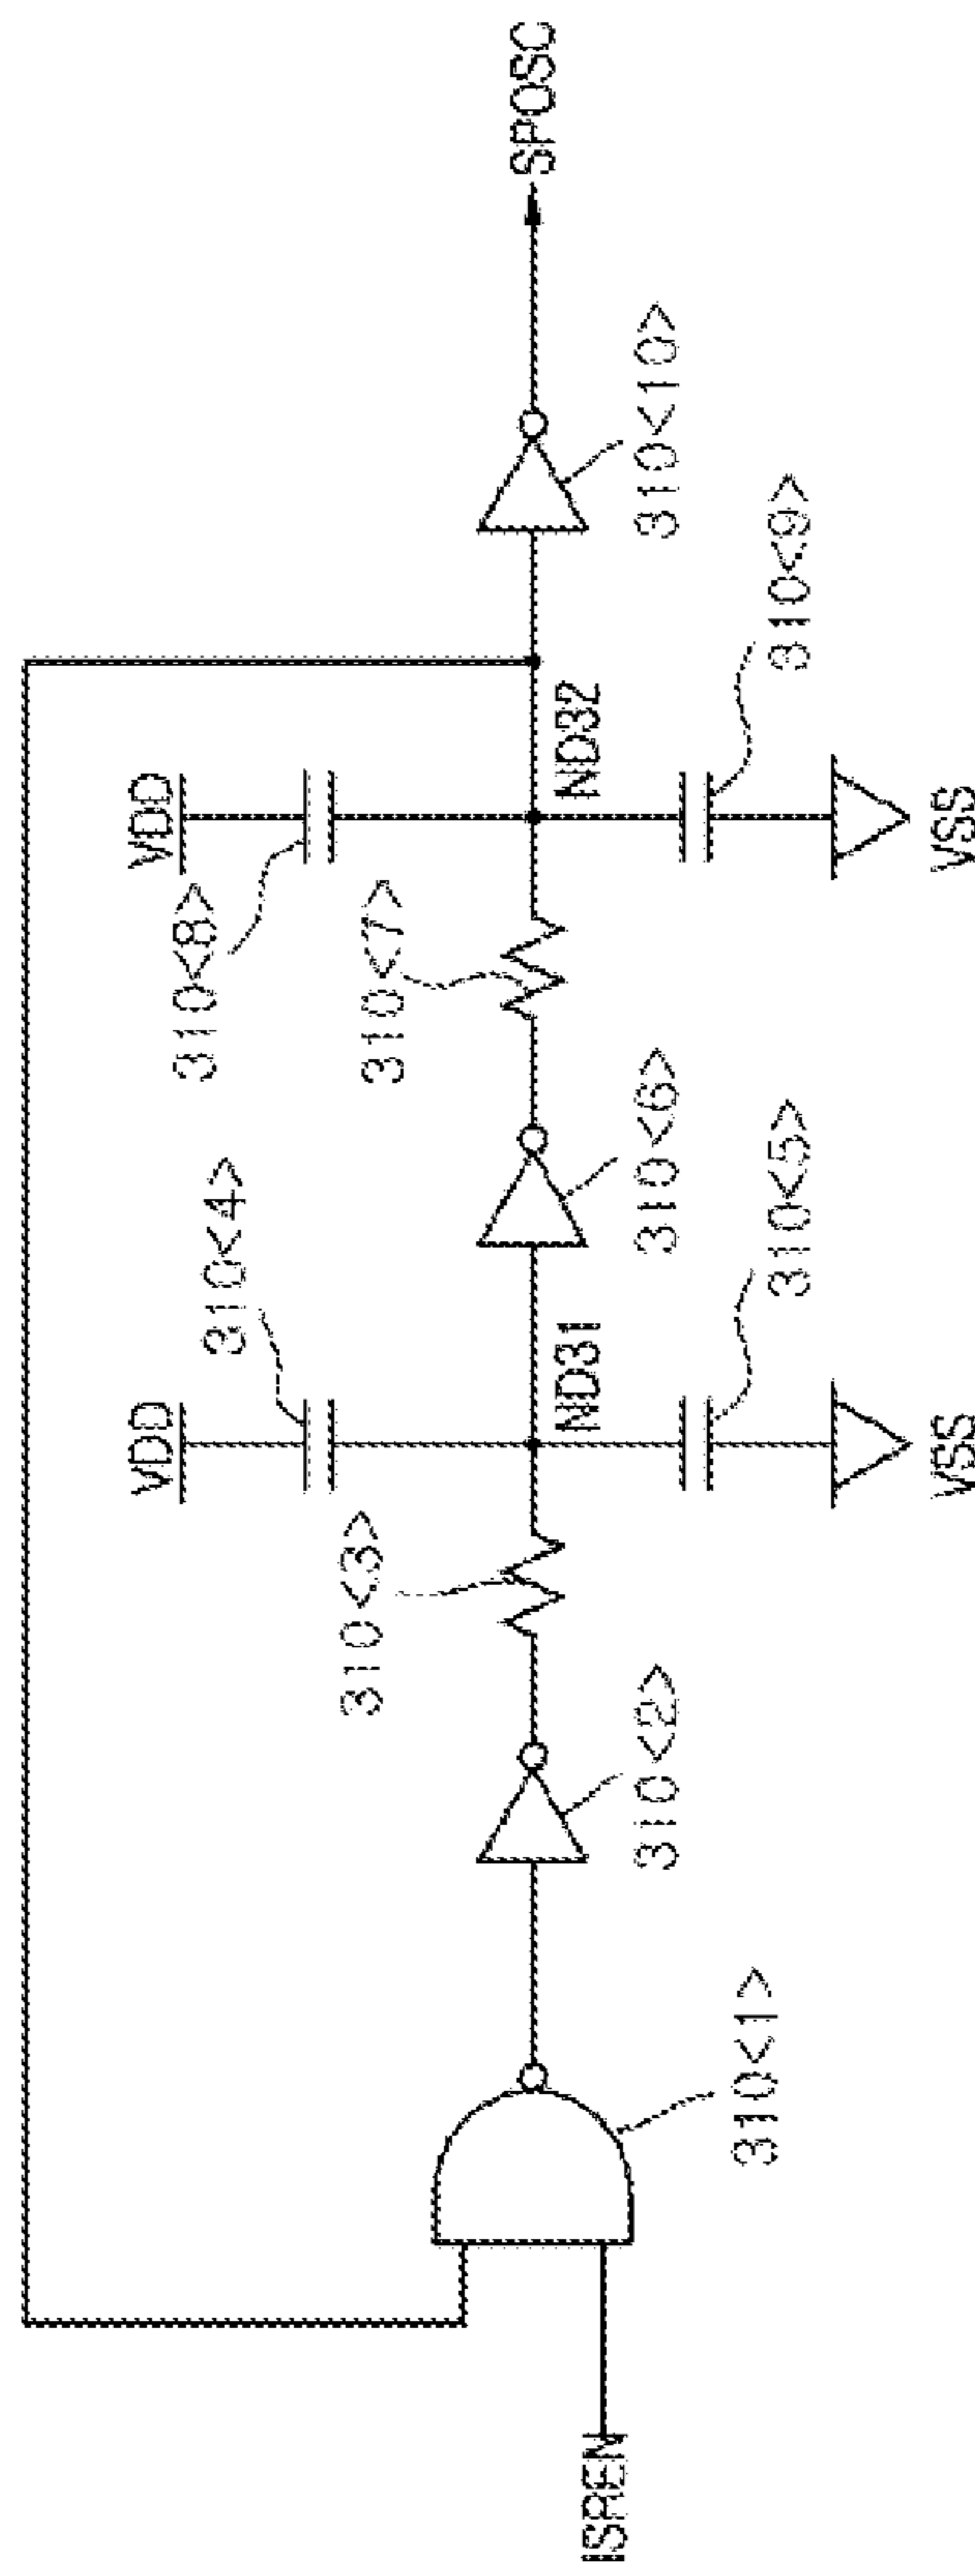 VDD
VDD
310<8>
310<4>
310<3>
310<7>
ISREN
ND31
ND32
SPOSC
310<1>
310<2>
310<6>
310<10>
310<5>
310<9>
VSS
VSS